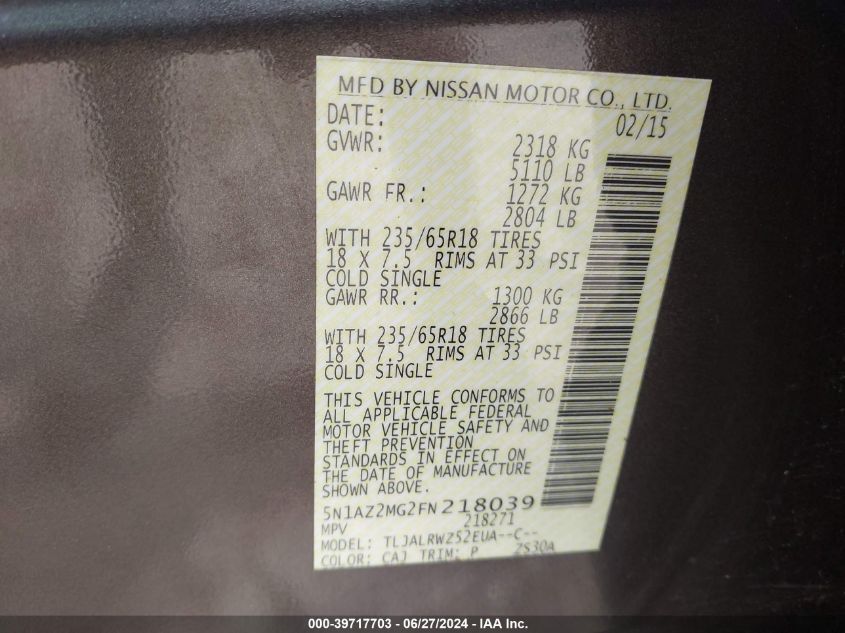 MFD BY NISSAN MOTOR CO., LTD.
DATE: 02/15
GVWR: 2318 KG
5110 LB
GAWR FR.: 1272 KG
2804 LB
WITH 235/65R18 TIRES
18 X 7.5 RIMS AT 33 PSI
COLD SINGLE
GAWR RR.: 1300 KG
2866 LB
WITH 235/65R18 TIRES
18 X 7.5 RIMS AT 33 PSI
COLD SINGLE
THIS VEHICLE CONFORMS TO
ALL APPLICABLE FEDERAL
MOTOR VEHICLE SAFETY AND
THEFT PREVENTION
STANDARDS IN EFFECT ON
THE DATE OF MANUFACTURE
SHOWN ABOVE.
5N1AZ2MG2FN218039
MPV 218271
MODEL: TLJALRWZ52EUA--C--
COLOR: CAJ TRIM: P ZS30A
000-39717703 - 06/27/2024 - IAA Inc.